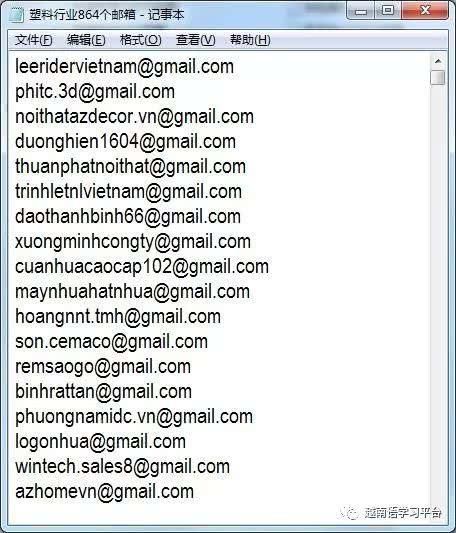 塑料行业864个邮箱 - 记事本
文件(F) 编辑(E) 格式(O) 查看(V) 帮助(H)
leeridervietnam@gmail.com
phitc.3d@gmail.com
noithatazdecor.vn@gmail.com
duonghien1604@gmail.com
thuanphatnoithat@gmail.com
trinhletnlvietnam@gmail.com
daothanhbinh66@gmail.com
xuongminhcongty@gmail.com
cuanhuacaocap102@gmail.com
maynhuahatnhua@gmail.com
hoangnnt.tmh@gmail.com
son.cemaco@gmail.com
remsaogo@gmail.com
binhrattan@gmail.com
phuongnamidc.vn@gmail.com
logonhua@gmail.com
wintech.sales8@gmail.com
azhomevn@gmail.com
越南语学习平台